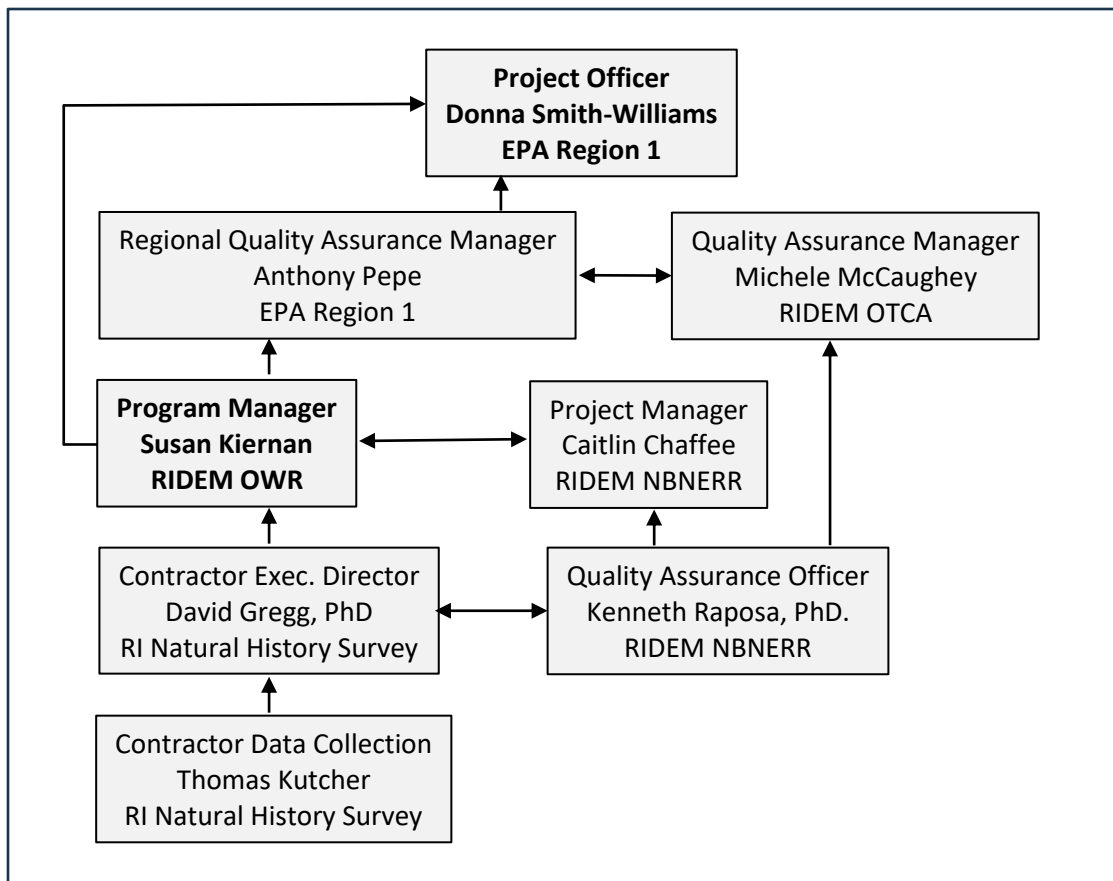 Project Officer
Donna Smith-Williams
EPA Region 1
Regional Quality Assurance Manager
Anthony Pepe
EPA Region 1
Quality Assurance Manager
Michele McCaughey
RIDEM OTCA
Program Manager
Susan Kiernan
RIDEM OWR
Project Manager
Caitlin Chaffee
RIDEM NBNERR
Contractor Exec. Director
David Gregg, PhD
RI Natural History Survey
Quality Assurance Officer
Kenneth Raposa, PhD.
RIDEM NBNERR
Contractor Data Collection
Thomas Kutcher
RI Natural History Survey